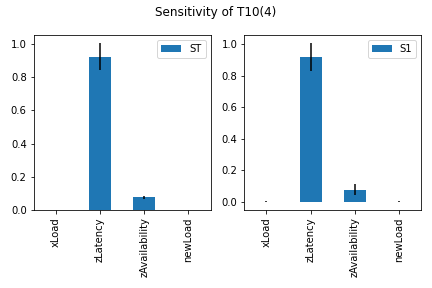 Sensitivity of T10(4)
ST
1.0
0.8
0.6
0.4
0.2
0.0
xLoad
zLatency
zAvailability
newLoad
S1
1.0
0.8
0.6
0.4
0.2
0.0
xLoad
zLatency
zAvailability
newLoad